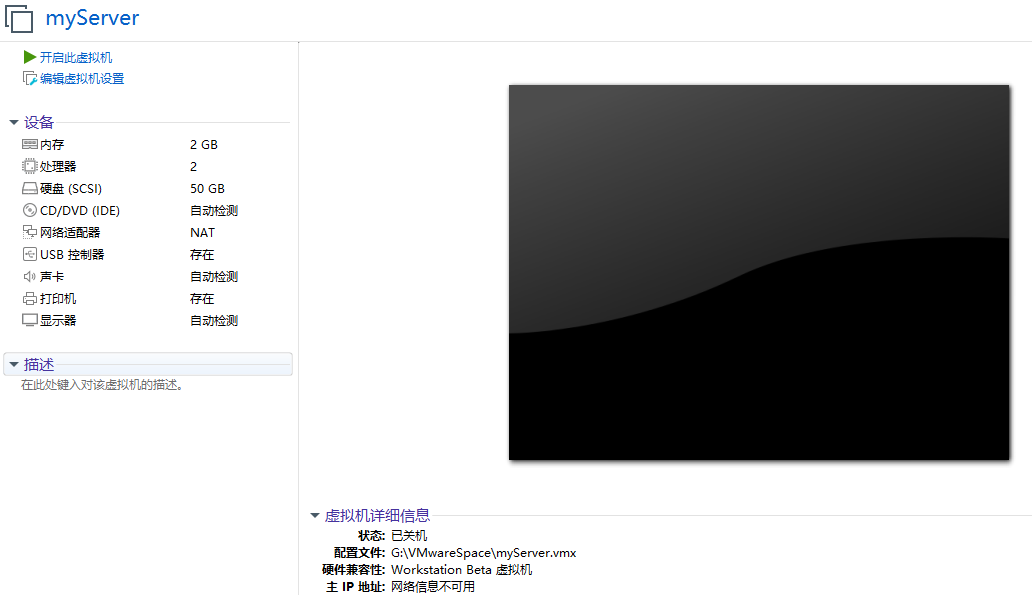 myServer
开启此虚拟机
编辑虚拟机设置
设备
内存 2 GB
处理器 2
硬盘 (SCSI) 50 GB
CD/DVD (IDE) 自动检测
网络适配器 NAT
USB 控制器 存在
声卡 自动检测
打印机 存在
显示器 自动检测
描述
在此处键入对该虚拟机的描述。
虚拟机详细信息
状态: 已关机
配置文件: G:\VMwareSpace\myServer.vmx
硬件兼容性: Workstation Beta 虚拟机
主 IP 地址: 网络信息不可用